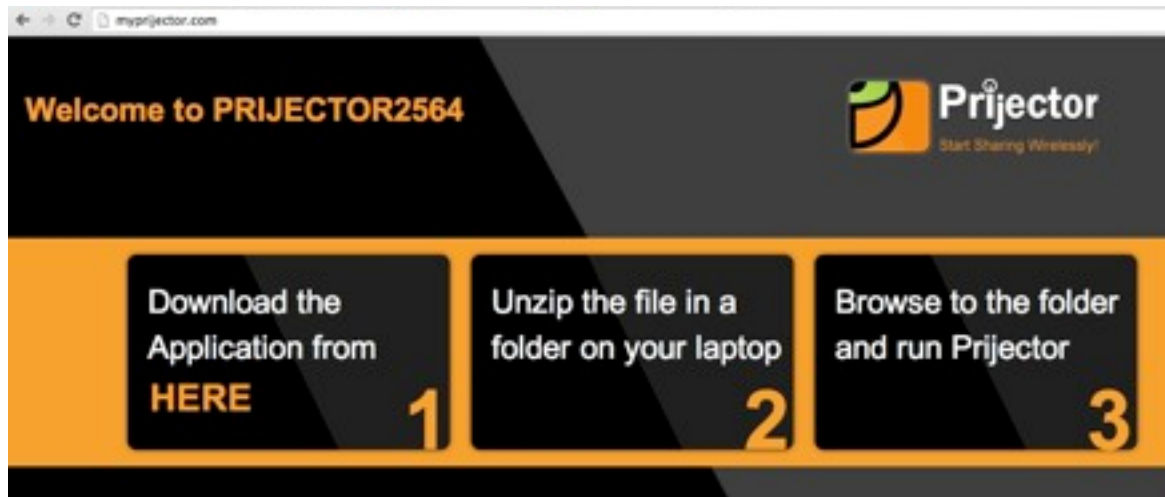 myprijector.com
Welcome to PRIJECTOR2564
Prijector
Start Sharing Wirelessly!
Download the
Application from
HERE
1
Unzip the file in a
folder on your laptop
2
Browse to the folder
and run Prijector
3